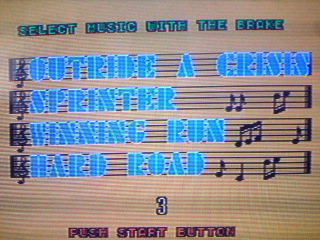 SELECT MUSIC WITH THE BRAKE
OUTRIDE A CRISIS
SPRINTER
WINNING RUN
HARD ROAD
3
PUSH START BUTTON